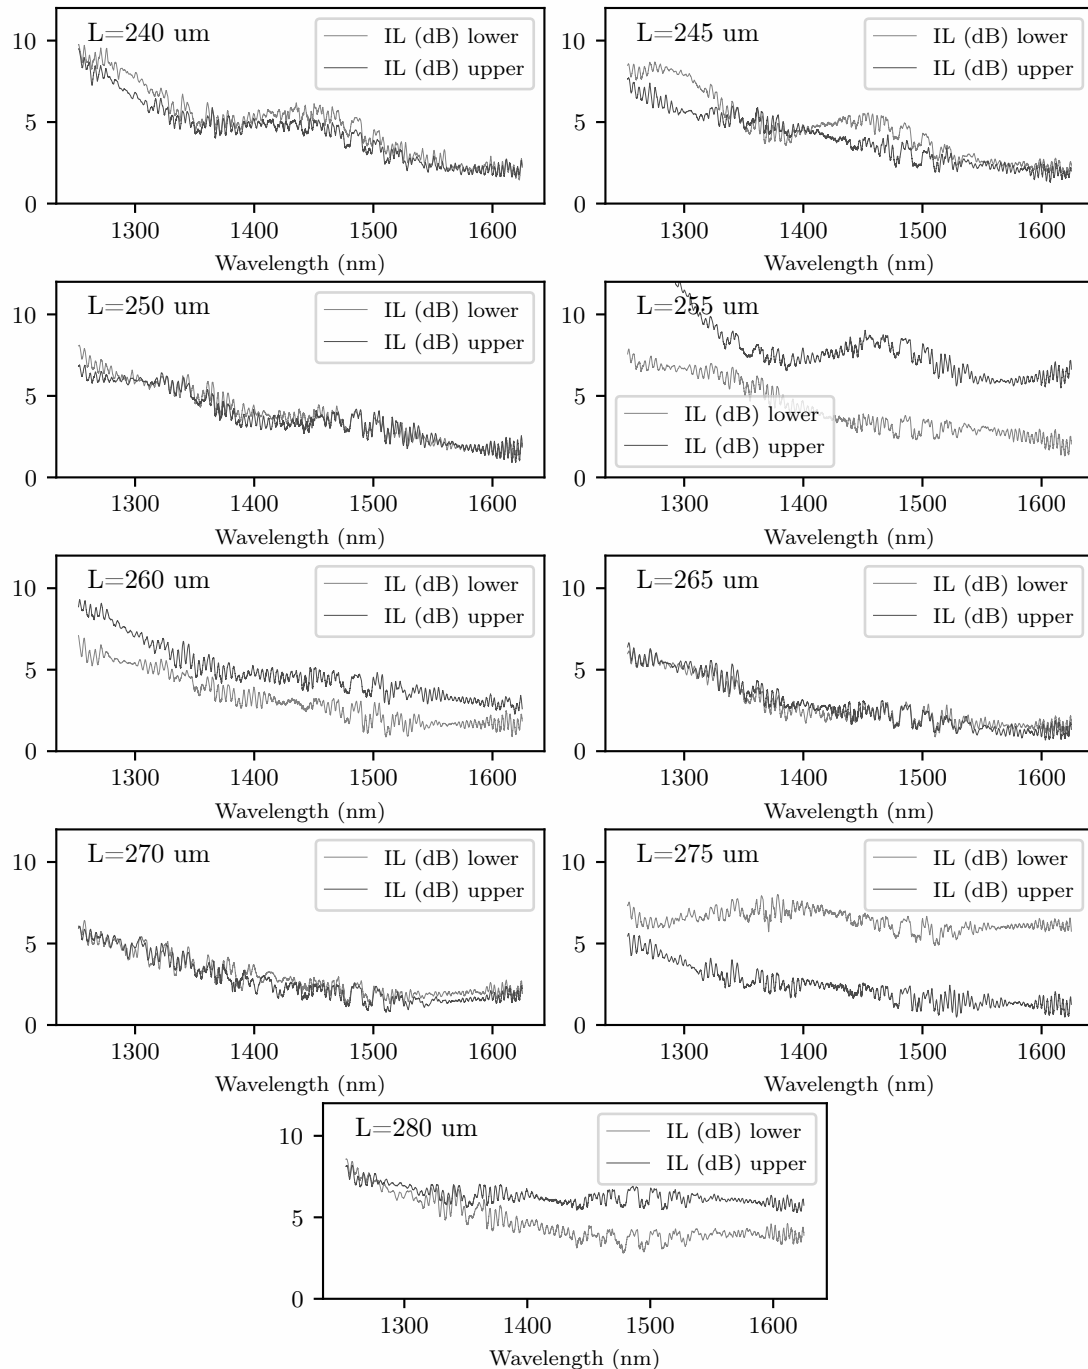 L=240 um
IL (dB) lower
IL (dB) upper
10
5
0
1300 1400 1500 1600
Wavelength (nm)
L=245 um
IL (dB) lower
IL (dB) upper
10
5
0
1300 1400 1500 1600
Wavelength (nm)
L=250 um
IL (dB) lower
IL (dB) upper
10
5
0
1300 1400 1500 1600
Wavelength (nm)
L=255 um
IL (dB) lower
IL (dB) upper
10
5
0
1300 1400 1500 1600
Wavelength (nm)
L=260 um
IL (dB) lower
IL (dB) upper
10
5
0
1300 1400 1500 1600
Wavelength (nm)
L=265 um
IL (dB) lower
IL (dB) upper
10
5
0
1300 1400 1500 1600
Wavelength (nm)
L=270 um
IL (dB) lower
IL (dB) upper
10
5
0
1300 1400 1500 1600
Wavelength (nm)
L=275 um
IL (dB) lower
IL (dB) upper
10
5
0
1300 1400 1500 1600
Wavelength (nm)
L=280 um
IL (dB) lower
IL (dB) upper
10
5
0
1300 1400 1500 1600
Wavelength (nm)